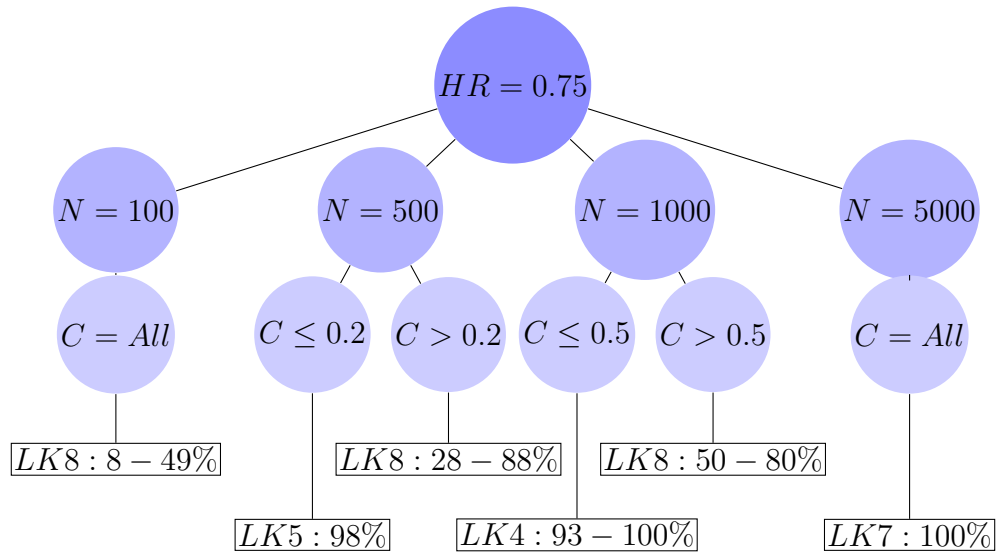 HR = 0.75
N = 100
N = 500
N = 1000
N = 5000
C = All
C ≤ 0.2
C > 0.2
C ≤ 0.5
C > 0.5
C = All
LK8 : 8 − 49%
LK8 : 28 − 88%
LK8 : 50 − 80%
LK5 : 98%
LK4 : 93 − 100%
LK7 : 100%